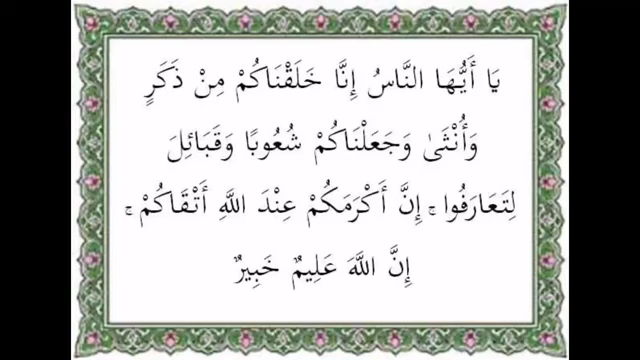 يَا أَيُّهَا النَّاسُ إِنَّا خَلَقْنَاكُمْ مِنْ ذَكَرٍ
وَأُنْثَىٰ وَجَعَلْنَاكُمْ شُعُوبًا وَقَبَائِلَ
لِتَعَارَفُوا ۚ إِنَّ أَكْرَمَكُمْ عِنْدَ اللَّهِ أَتْقَاكُمْ ۚ
إِنَّ اللَّهَ عَلِيمٌ خَبِيرٌ